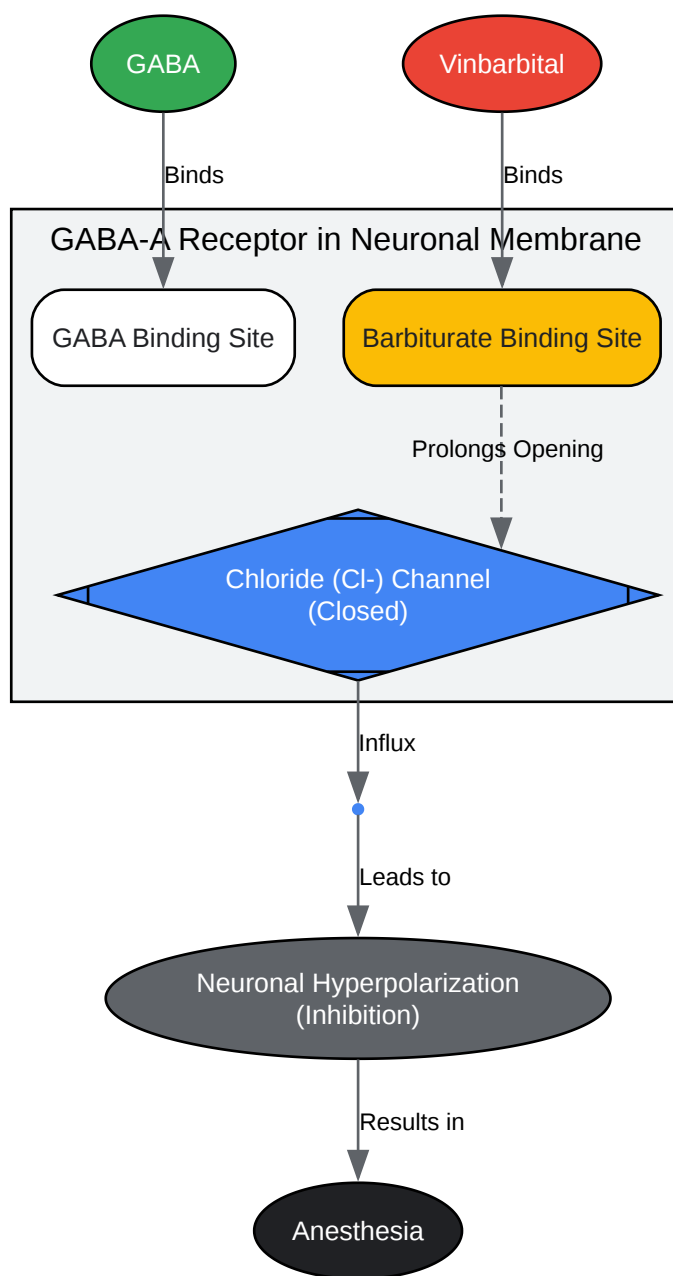 GABA
Vinbarbital
Binds
Binds
GABA-A Receptor in Neuronal Membrane
GABA Binding Site
Barbiturate Binding Site
Prolongs Opening
Chloride (Cl-) Channel
(Closed)
Influx
Leads to
Neuronal Hyperpolarization
(Inhibition)
Results in
Anesthesia